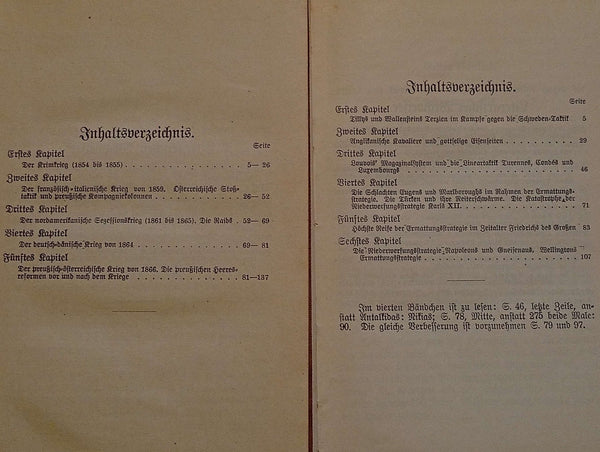 Inhaltsverzeichnis.
Seite
Erstes Kapitel
Der Krimkrieg (1854 bis 1855) . . . . . . . . . . . . . . . . 5— 26
Zweites Kapitel
Der französisch-italienische Krieg von 1859. Österreichische Stoß-
taktik und preußische Kompagniekolonnen . . . . . . . . . 26— 52
Drittes Kapitel
Der nordamerikanische Sezessionskrieg (1861 bis 1865). Die Raids . 52— 69
Viertes Kapitel
Der deutsch-dänische Krieg von 1864 . . . . . . . . . . . . . 69— 81
Fünftes Kapitel
Der preußisch-österreichische Krieg von 1866. Die preußischen Heeres-
reformen vor und nach dem Kriege . . . . . . . . . . . . 81—137
Inhaltsverzeichnis.
Seite
Erstes Kapitel
Tillys und Wallensteins Terzien im Kampfe gegen die Schweden-Taktik 5
Zweites Kapitel
Anglikanische Kavaliere und gottselige Eisenseiten . . . . . . . . 29
Drittes Kapitel
Louvois' Magazinalsystem und die Lineartaktik Turennes, Condés und
Luxembourgs . . . . . . . . . . . . . . . . . . . . . 46
Viertes Kapitel
Die Schlachten Eugens und Marlboroughs im Rahmen der Ermattungs-
strategie. Die Türken und ihre Reiterschwärme. Die Katastrophe der
Niederwerfungsstrategie Karls XII. . . . . . . . . . . . . . . . 71
Fünftes Kapitel
Höchste Reife der Ermattungsstrategie im Zeitalter Friedrichs des Großen 83
Sechstes Kapitel
Die Niederwerfungsstrategie Napoleons und Gneisenaus, Wellingtons
Ermattungsstrategie . . . . . . . . . . . . . . . . . . . . 107
Im vierten Bändchen ist zu lesen: S. 46, letzte Zeile, an-
statt Antalkidas: Nikias; S. 78, Mitte, anstatt 275 beide Male:
90. Die gleiche Verbesserung ist vorzunehmen S. 79 und 97.